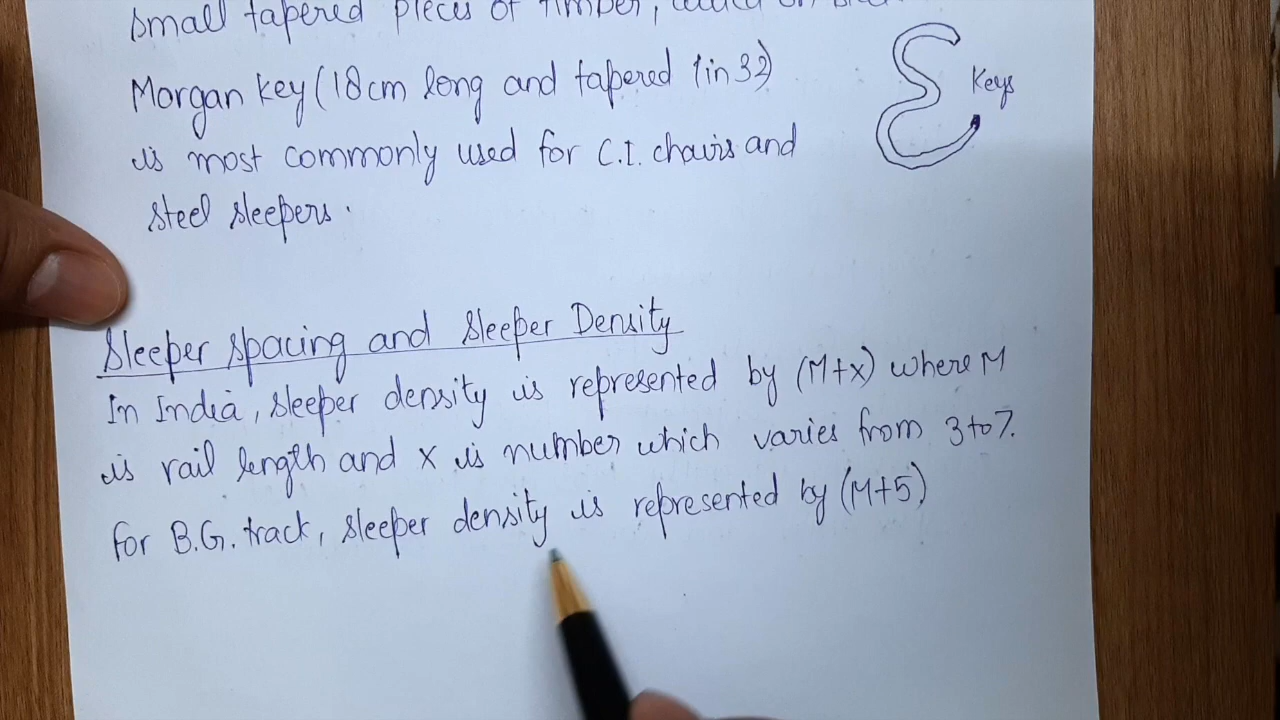 small tapered pieces of timber,
Morgan key (18cm long and tapered 1in 32)
is most commonly used for C.I. chairs and
steel sleepers.
Keys
Sleeper spacing and Sleeper Density
In India, sleeper density is represented by (M+x) where M
is rail length and x is number which varies from 3 to 7.
for B.G. track, sleeper density is represented by (M+5)